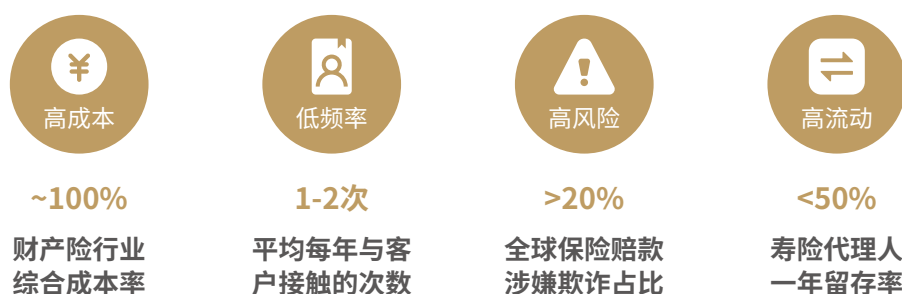 ¥
高成本
低频率
高风险
高流动
~100%
1-2次
>20%
<50%
财产险行业
综合成本率
平均每年与客
户接触的次数
全球保险赔款
涉嫌欺诈占比
寿险代理人
一年留存率